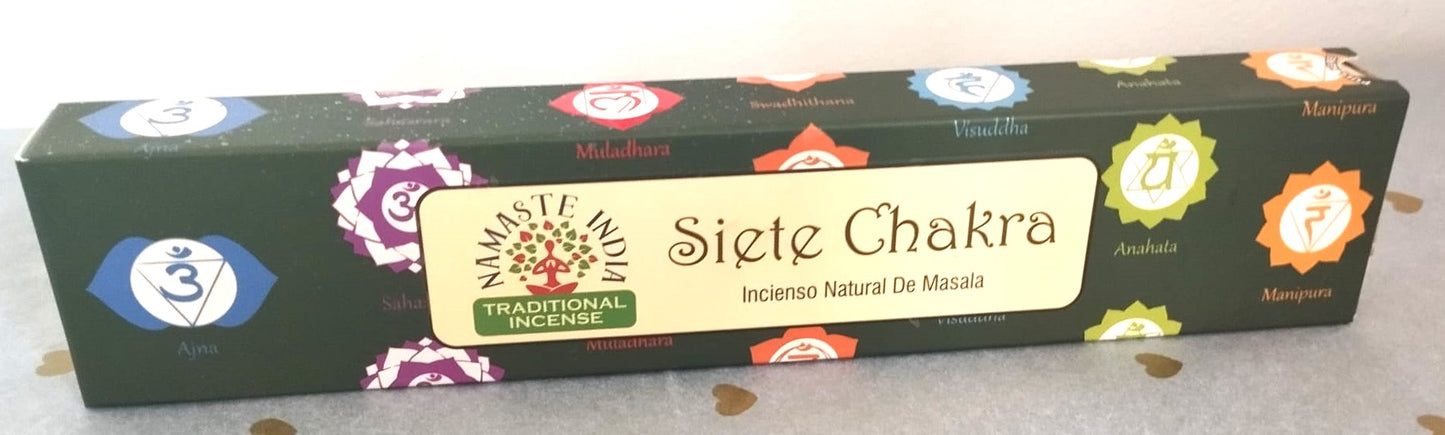 Ajna
Muladhara
Swadhithana
Visuddha
Anahata
Manipura
NAMASTE INDIA
TRADITIONAL
INCENSE
Siete Chakra
Incienso Natural De Masala
Anahata
Manipura
Ajna
Muladhara
Visuddha
ॐ